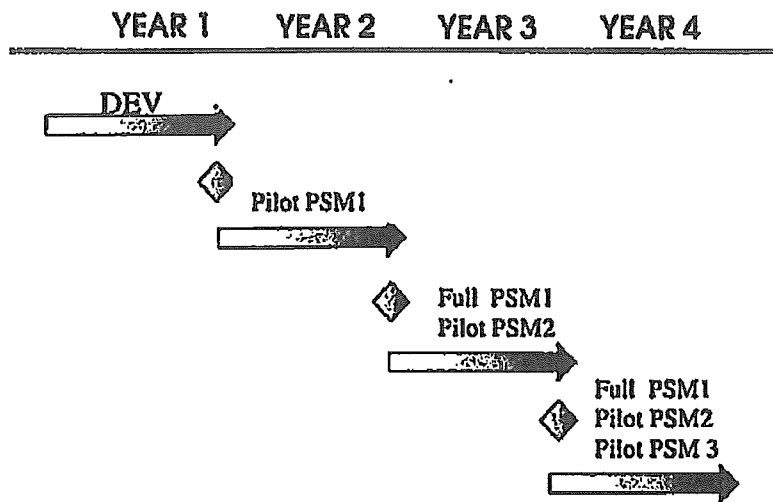 YEAR 1 YEAR 2 YEAR 3 YEAR 4
DEV
Pilot PSM1
Full PSM1
Pilot PSM2
Full PSM1
Pilot PSM2
Pilot PSM 3